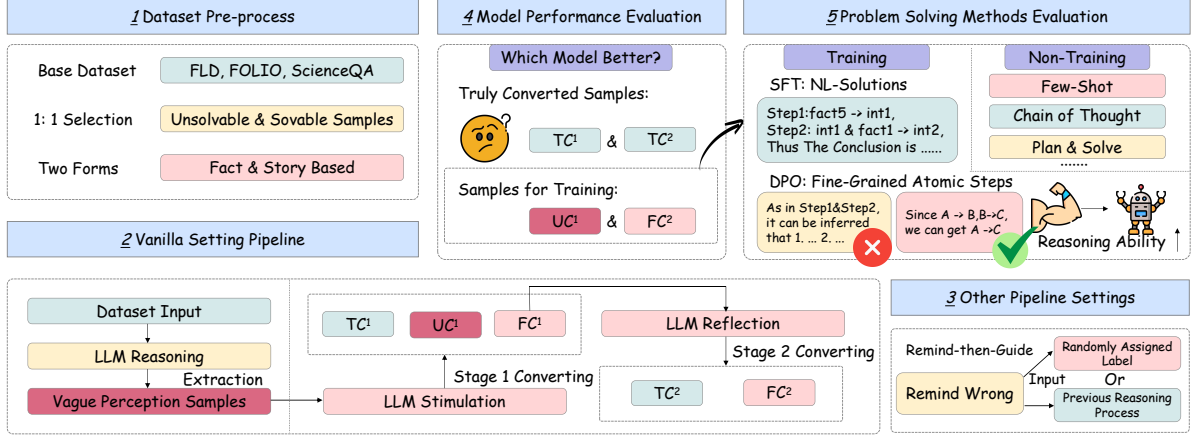 1 Dataset Pre-process
Base Dataset
FLD, FOLIO, ScienceQA
1: 1 Selection
Unsolvable & Sovable Samples
Two Forms
Fact & Story Based
2 Vanilla Setting Pipeline
Dataset Input
LLM Reasoning
Extraction
Vague Perception Samples
TC1
UC1
FC1
Stage 1 Converting
LLM Stimulation
LLM Reflection
Stage 2 Converting
TC2
FC2
4 Model Performance Evaluation
Which Model Better?
Truly Converted Samples:
TC1 & TC2
Samples for Training:
UC1 & FC2
5 Problem Solving Methods Evaluation
Training
SFT: NL-Solutions
Step1:fact5 -> int1,
Step2: int1 & fact1 -> int2,
Thus The Conclusion is ......
Non-Training
Few-Shot
Chain of Thought
Plan & Solve
.......
DPO: Fine-Grained Atomic Steps
As in Step1&Step2,
it can be inferred
that 1. ... 2. ...
Since A -> B,B->C,
we can get A ->C
Reasoning Ability
3 Other Pipeline Settings
Remind-then-Guide
Remind Wrong
Input
Randomly Assigned
Label
Or
Previous Reasoning
Process